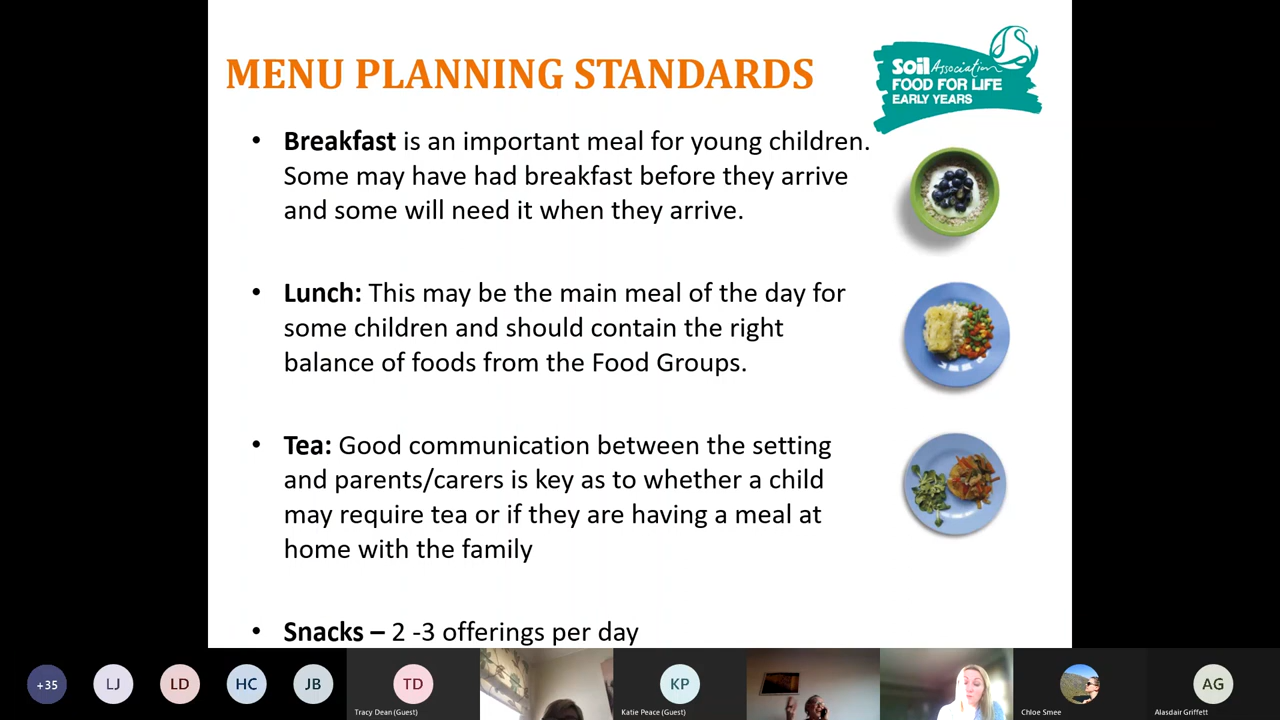 MENU PLANNING STANDARDS
Soil Association
FOOD FOR LIFE
EARLY YEARS
• Breakfast is an important meal for young children.
Some may have had breakfast before they arrive
and some will need it when they arrive.
• Lunch: This may be the main meal of the day for
some children and should contain the right
balance of foods from the Food Groups.
• Tea: Good communication between the setting
and parents/carers is key as to whether a child
may require tea or if they are having a meal at
home with the family
• Snacks – 2 -3 offerings per day
+35
LJ
LD
HC
JB
TD
Tracy Dean (Guest)
KP
Katie Peace (Guest)
Chloe Smee
AG
Alasdair Griffett